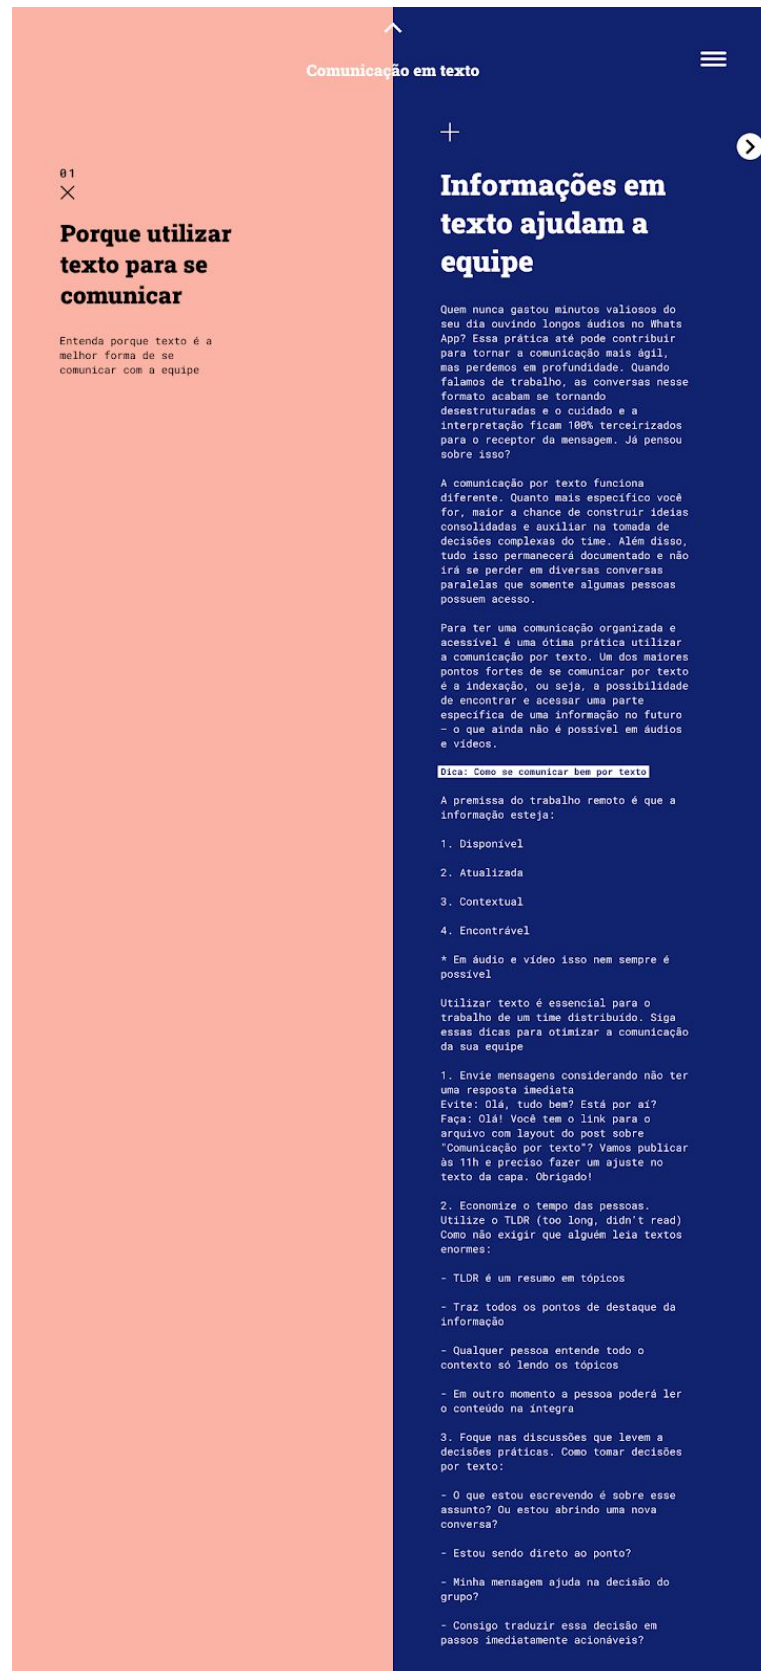 Comunicação em texto
01
Porque utilizar
texto para se
comunicar
Entenda porque texto é a
melhor forma de se
comunicar com a equipe
Informações em
texto ajudam a
equipe
Quem nunca gastou minutos valiosos do
seu dia ouvindo longos áudios no Whats
App? Essa prática até pode contribuir
para tornar a comunicação mais ágil,
mas perdemos em profundidade. Quando
falamos de trabalho, as conversas nesse
formato acabam se tornando
desestruturadas e o cuidado e a
interpretação ficam 100% terceirizados
para o receptor da mensagem. Já pensou
sobre isso?
A comunicação por texto funciona
diferente. Quanto mais específico você
for, maior a chance de construir ideias
consolidadas e auxiliar na tomada de
decisões complexas do time. Além disso,
tudo isso permanecerá documentado e não
irá se perder em diversas conversas
paralelas que somente algumas pessoas
possuem acesso.
Para ter uma comunicação organizada e
acessível é uma ótima prática utilizar
a comunicação por texto. Um dos maiores
pontos fortes de se comunicar por texto
é a indexação, ou seja, a possibilidade
de encontrar e acessar uma parte
específica de uma informação no futuro
– o que ainda não é possível em áudios
e vídeos.
Dica: Como se comunicar bem por texto
A premissa do trabalho remoto é que a
informação esteja:
1. Disponível
2. Atualizada
3. Contextual
4. Encontrável
* Em áudio e vídeo isso nem sempre é
possível
Utilizar texto é essencial para o
trabalho de um time distribuído. Siga
essas dicas para otimizar a comunicação
da sua equipe
1. Envie mensagens considerando não ter
uma resposta imediata
Evite: Olá, tudo bem? Está por aí?
Faça: Olá! Você tem o link para o
arquivo com layout do post sobre
"Comunicação por texto"? Vamos publicar
às 11h e preciso fazer um ajuste no
texto da capa. Obrigado!
2. Economize o tempo das pessoas.
Utilize o TLDR (too long, didn't read)
Como não exigir que alguém leia textos
enormes:
- TLDR é um resumo em tópicos
- Traz todos os pontos de destaque da
informação
- Qualquer pessoa entende todo o
contexto só lendo os tópicos
- Em outro momento a pessoa poderá ler
o conteúdo na íntegra
3. Foque nas discussões que levem a
decisões práticas. Como tomar decisões
por texto:
- O que estou escrevendo é sobre esse
assunto? Ou estou abrindo uma nova
conversa?
- Estou sendo direto ao ponto?
- Minha mensagem ajuda na decisão do
grupo?
- Consigo traduzir essa decisão em
passos imediatamente acionáveis?